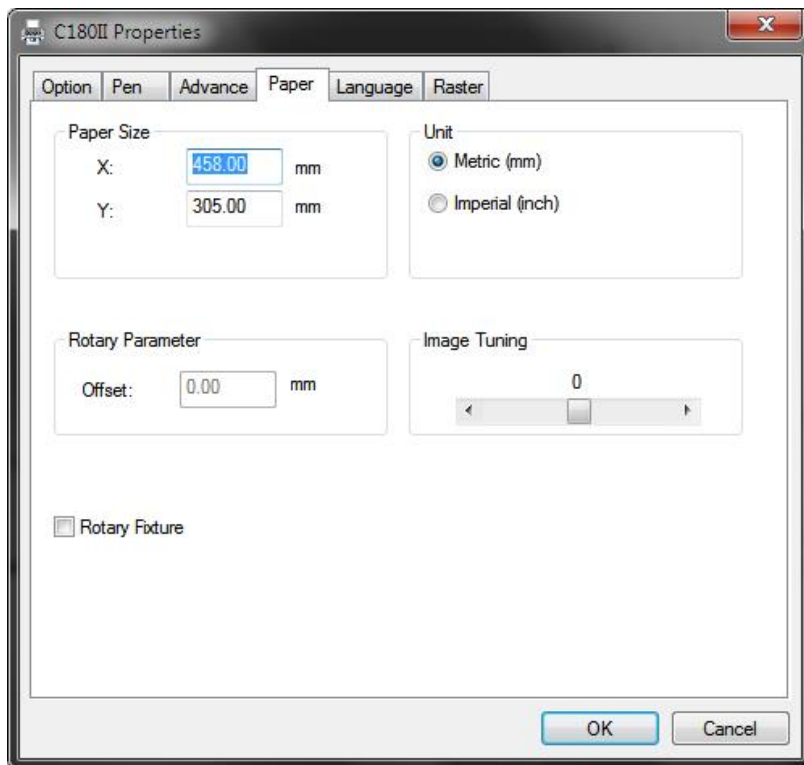 C180II Properties
Option Pen Advance Paper Language Raster
Paper Size
X: 458.00 mm
Y: 305.00 mm
Unit
Metric (mm)
Imperial (inch)
Rotary Parameter
Offset: 0.00 mm
Image Tuning
0
Rotary Fixture
OK Cancel